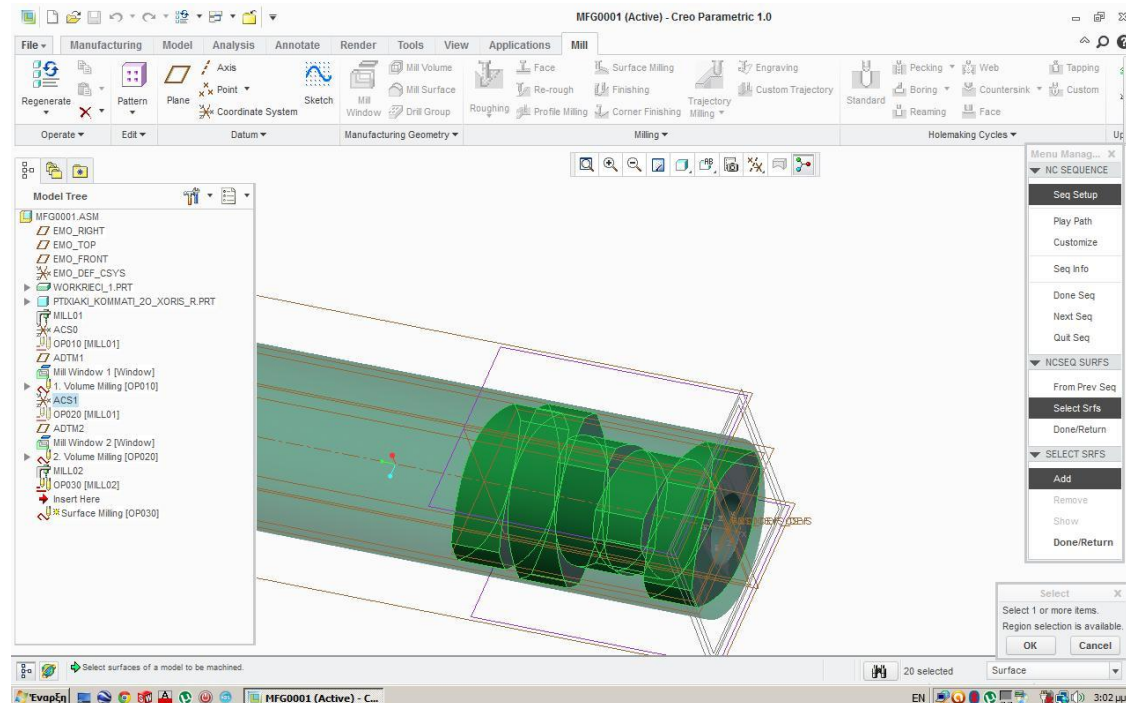 MFG0001 (Active) - Creo Parametric 1.0
File Manufacturing Model Analysis Annotate Render Tools View Applications Mill
Regenerate
Pattern
Plane
Axis
Point
Coordinate System
Sketch
Mill Window
Mill Volume
Mill Surface
Drill Group
Roughing
Face
Re-rough
Profile Milling
Surface Milling
Finishing
Corner Finishing
Trajectory Milling
Engraving
Custom Trajectory
Standard
Pecking
Boring
Reaming
Web
Countersink
Face
Tapping
Custom
Operate Edit Datum Manufacturing Geometry Milling Holemaking Cycles
Model Tree
MFG0001.ASM
EMO_RIGHT
EMO_TOP
EMO_FRONT
EMO_DEF_CSYS
WORKRIECI_1.PRT
PTIXIAKI_KOMMATI_2O_XORIS_R.PRT
MILL01
ACS0
OP010 [MILL01]
ADTM1
Mill Window 1 [Window]
1. Volume Milling [OP010]
ACS1
OP020 [MILL01]
ADTM2
Mill Window 2 [Window]
2. Volume Milling [OP020]
MILL02
OP030 [MILL02]
Insert Here
Surface Milling [OP030]
Menu Manag...
NC SEQUENCE
Seq Setup
Play Path
Customize
Seq Info
Done Seq
Next Seq
Quit Seq
NCSEQ SURFS
From Prev Seq
Select Srfs
Done/Return
SELECT SRFS
Add
Remove
Show
Done/Return
Select
Select 1 or more items.
Region selection is available.
OK Cancel
Select surfaces of a model to be machined.
20 selected
Surface
Έναρξη
MFG0001 (Active) - C...
EN
3:02 μμ